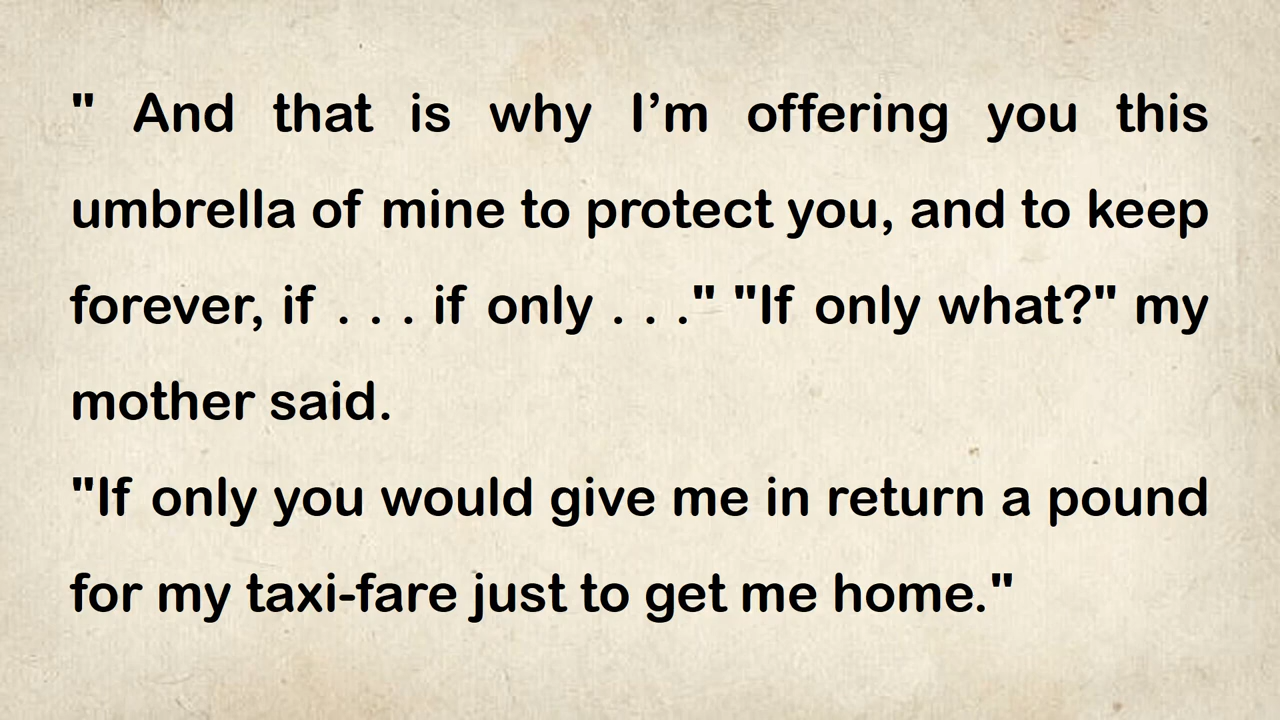 " And that is why I’m offering you this
umbrella of mine to protect you, and to keep
forever, if . . . if only . . ." "If only what?" my
mother said.
"If only you would give me in return a pound
for my taxi-fare just to get me home."